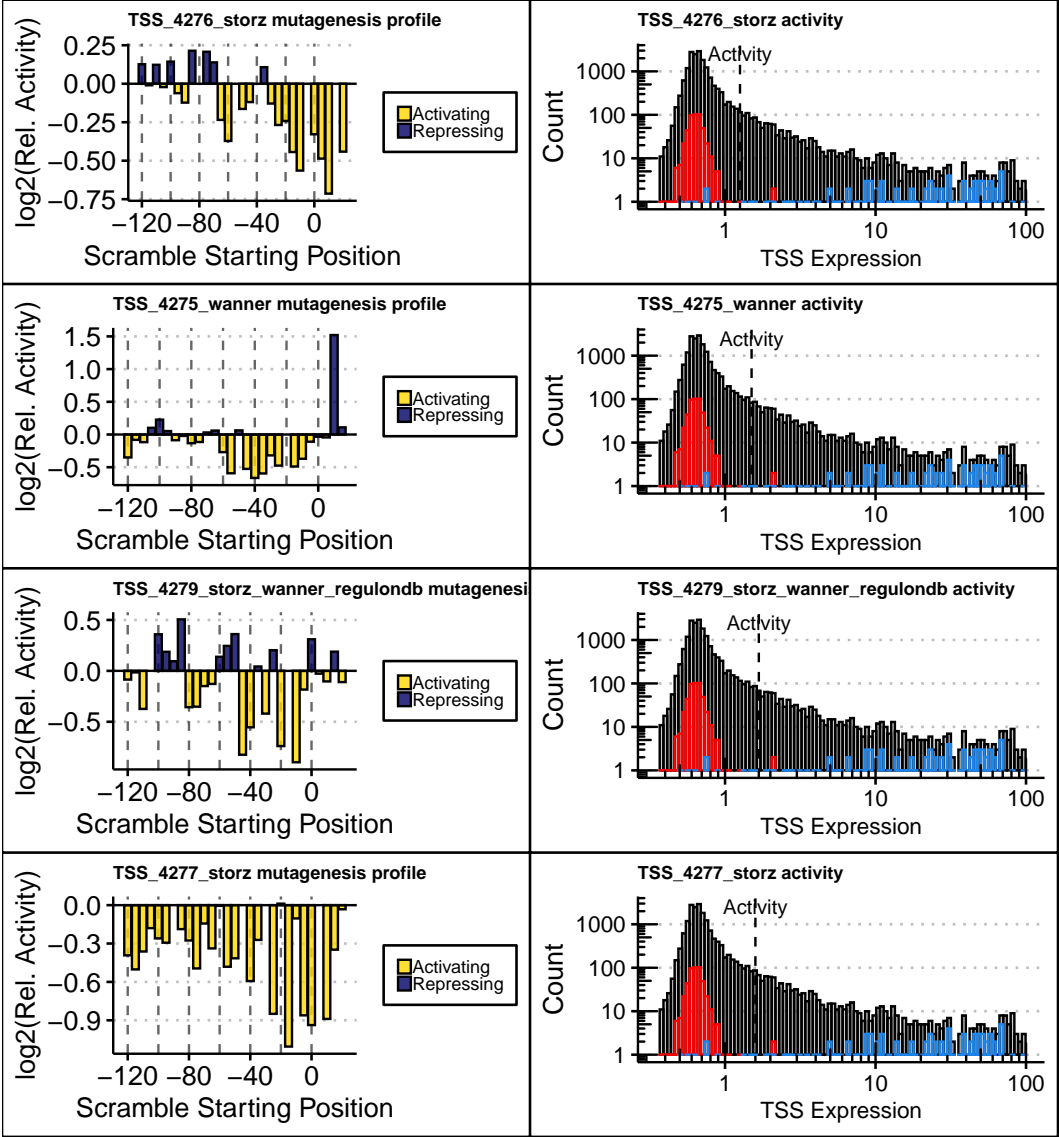 TSS_4276_storz mutagenesis profile
log2(Rel. Activity)
0.25
0.00
−0.25
−0.50
−0.75
−120
−80
−40
0
Scramble Starting Position
Activating
Repressing
TSS_4276_storz activity
Activity
Count
1000
100
10
1
1
10
100
TSS Expression
TSS_4275_wanner mutagenesis profile
log2(Rel. Activity)
1.5
1.0
0.5
0.0
−0.5
−120
−80
−40
0
Scramble Starting Position
Activating
Repressing
TSS_4275_wanner activity
Activity
Count
1000
100
10
1
1
10
100
TSS Expression
TSS_4279_storz_wanner_regulondb mutagenesi
log2(Rel. Activity)
0.5
0.0
−0.5
−120
−80
−40
0
Scramble Starting Position
Activating
Repressing
TSS_4279_storz_wanner_regulondb activity
Activity
Count
1000
100
10
1
1
10
100
TSS Expression
TSS_4277_storz mutagenesis profile
log2(Rel. Activity)
0.0
−0.3
−0.6
−0.9
−120
−80
−40
0
Scramble Starting Position
Activating
Repressing
TSS_4277_storz activity
Activity
Count
1000
100
10
1
1
10
100
TSS Expression